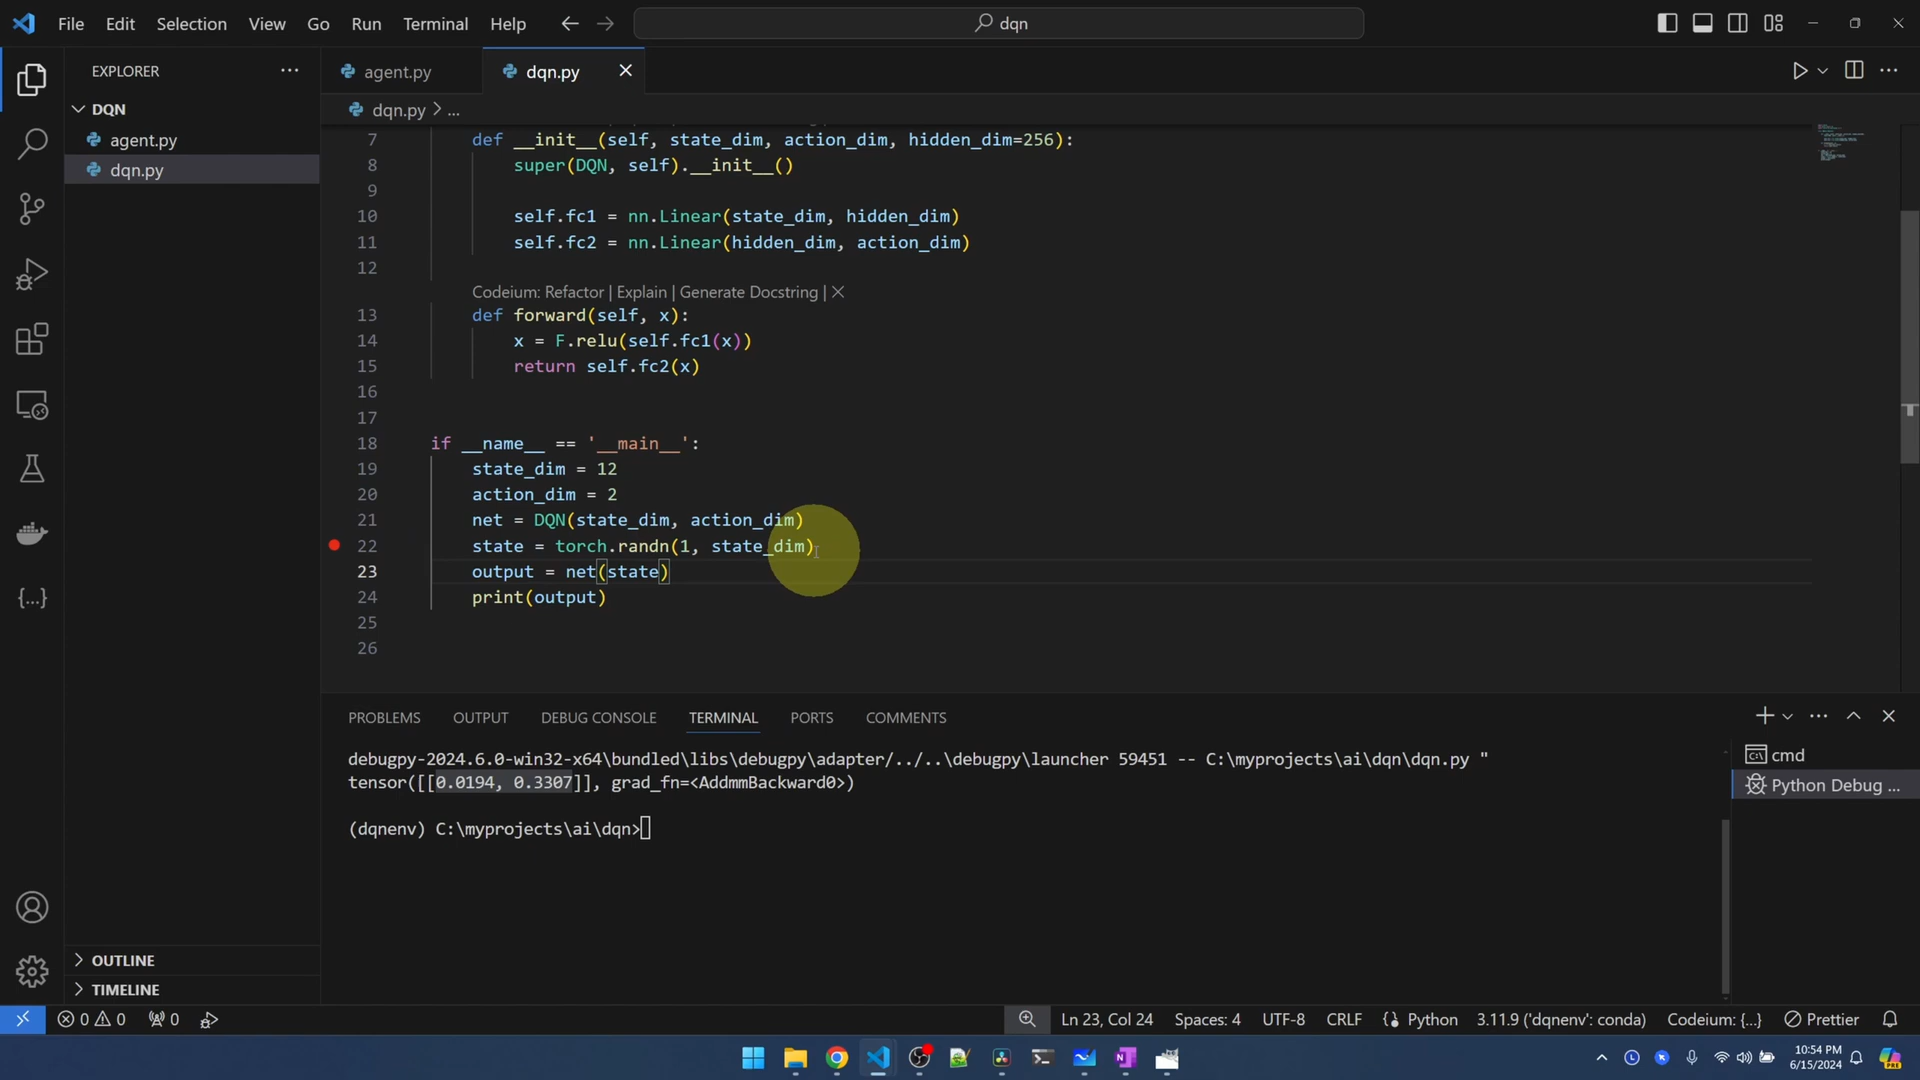 File Edit Selection View Go Run Terminal Help
dqn
EXPLORER
DQN
agent.py
dqn.py
OUTLINE
TIMELINE
agent.py
dqn.py
dqn.py > ...
7 def __init__(self, state_dim, action_dim, hidden_dim=256):
8 super(DQN, self).__init__()
9
10 self.fc1 = nn.Linear(state_dim, hidden_dim)
11 self.fc2 = nn.Linear(hidden_dim, action_dim)
12
Codeium: Refactor | Explain | Generate Docstring | ×
13 def forward(self, x):
14 x = F.relu(self.fc1(x))
15 return self.fc2(x)
16
17
18 if __name__ == '__main__':
19 state_dim = 12
20 action_dim = 2
21 net = DQN(state_dim, action_dim)
22 state = torch.randn(1, state_dim)
23 output = net(state)
24 print(output)
25
26
PROBLEMS OUTPUT DEBUG CONSOLE TERMINAL PORTS COMMENTS
debugpy-2024.6.0-win32-x64\bundled\libs\debugpy\adapter/../..\debugpy\launcher 59451 -- C:\myprojects\ai\dqn\dqn.py "
tensor([[0.0194, 0.3307]], grad_fn=<AddmmBackward0>)
(dqnenv) C:\myprojects\ai\dqn>
cmd
Python Debug ...
0 0 0 Ln 23, Col 24 Spaces: 4 UTF-8 CRLF Python 3.11.9 ('dqnenv': conda) Codeium: {...} Prettier
10:54 PM
6/15/2024